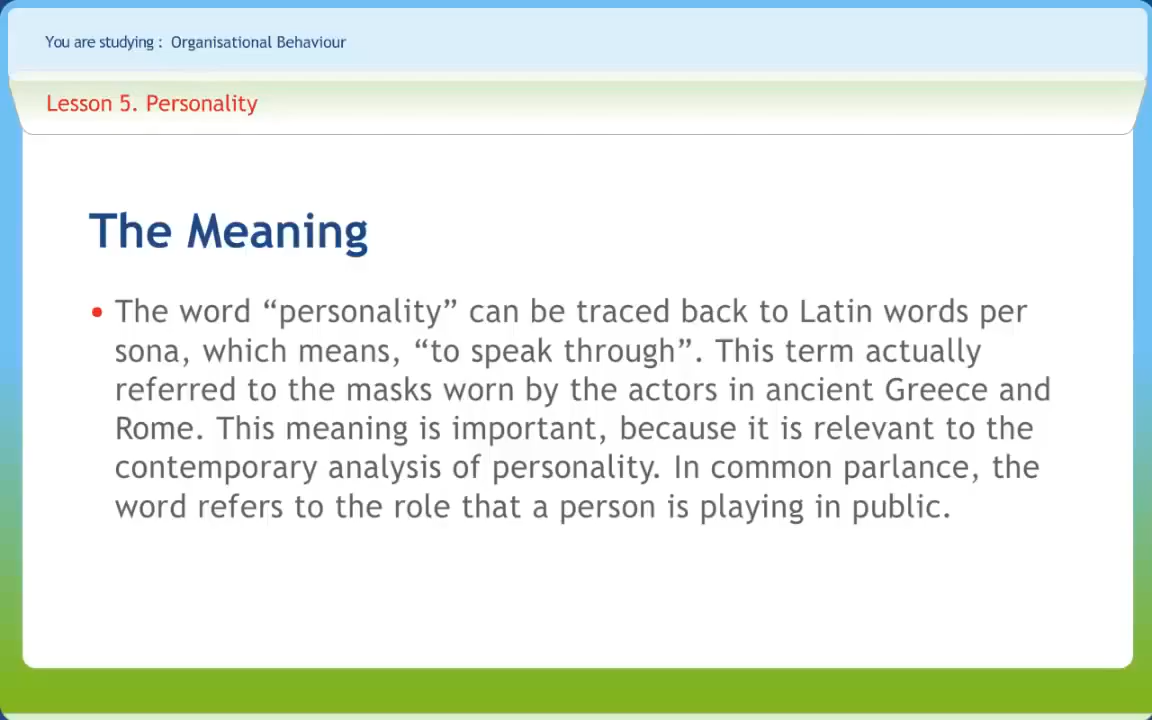 You are studying : Organisational Behaviour
Lesson 5. Personality
The Meaning
• The word “personality” can be traced back to Latin words per
sona, which means, “to speak through”. This term actually
referred to the masks worn by the actors in ancient Greece and
Rome. This meaning is important, because it is relevant to the
contemporary analysis of personality. In common parlance, the
word refers to the role that a person is playing in public.